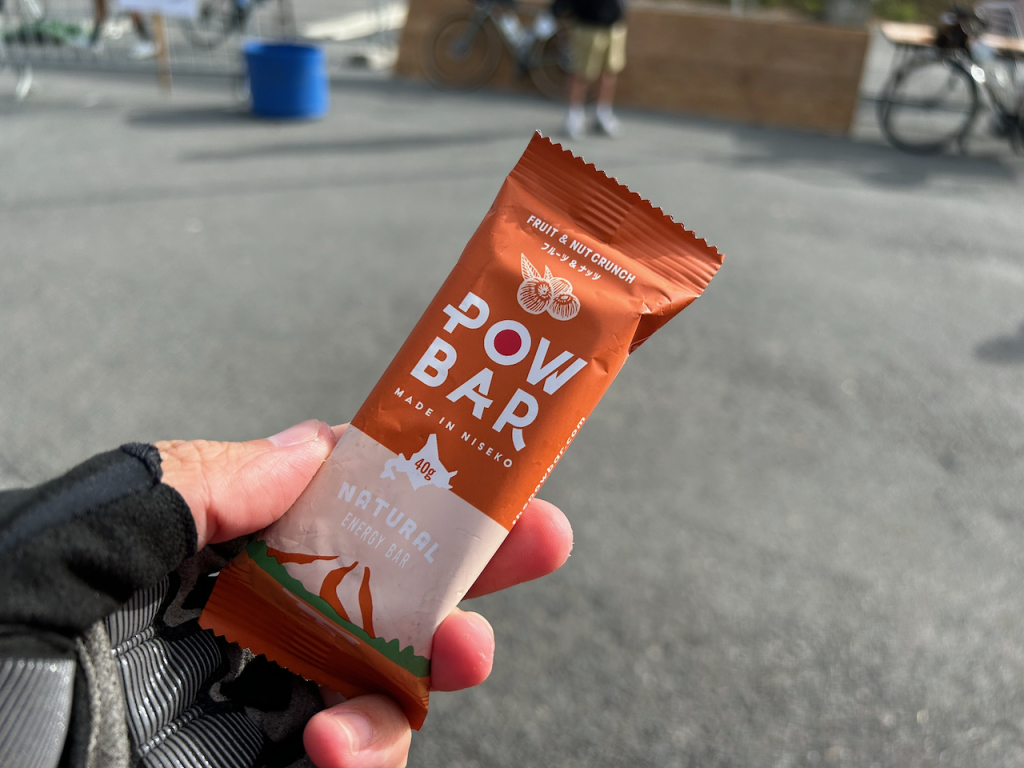 FRUIT & NUT CRUNCH
フルーツ&ナッツ
POW
BAR
MADE IN NISEKO
40g
NATURAL
ENERGY BAR